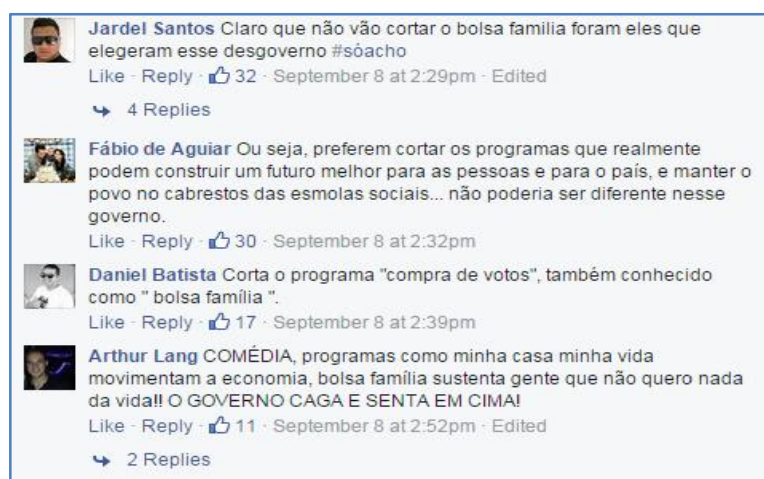 Jardel Santos Claro que não vão cortar o bolsa familia foram eles que
elegeram esse desgoverno #sóacho
Like · Reply · 32 · September 8 at 2:29pm · Edited
4 Replies
Fábio de Aguiar Ou seja, preferem cortar os programas que realmente
podem construir um futuro melhor para as pessoas e para o país, e manter o
povo no cabrestos das esmolas sociais... não poderia ser diferente nesse
governo.
Like · Reply · 30 · September 8 at 2:32pm
Daniel Batista Corta o programa "compra de votos", também conhecido
como " bolsa família ".
Like · Reply · 17 · September 8 at 2:39pm
Arthur Lang COMÉDIA, programas como minha casa minha vida
movimentam a economia, bolsa família sustenta gente que não quero nada
da vida!! O GOVERNO CAGA E SENTA EM CIMA!
Like · Reply · 11 · September 8 at 2:52pm · Edited
2 Replies